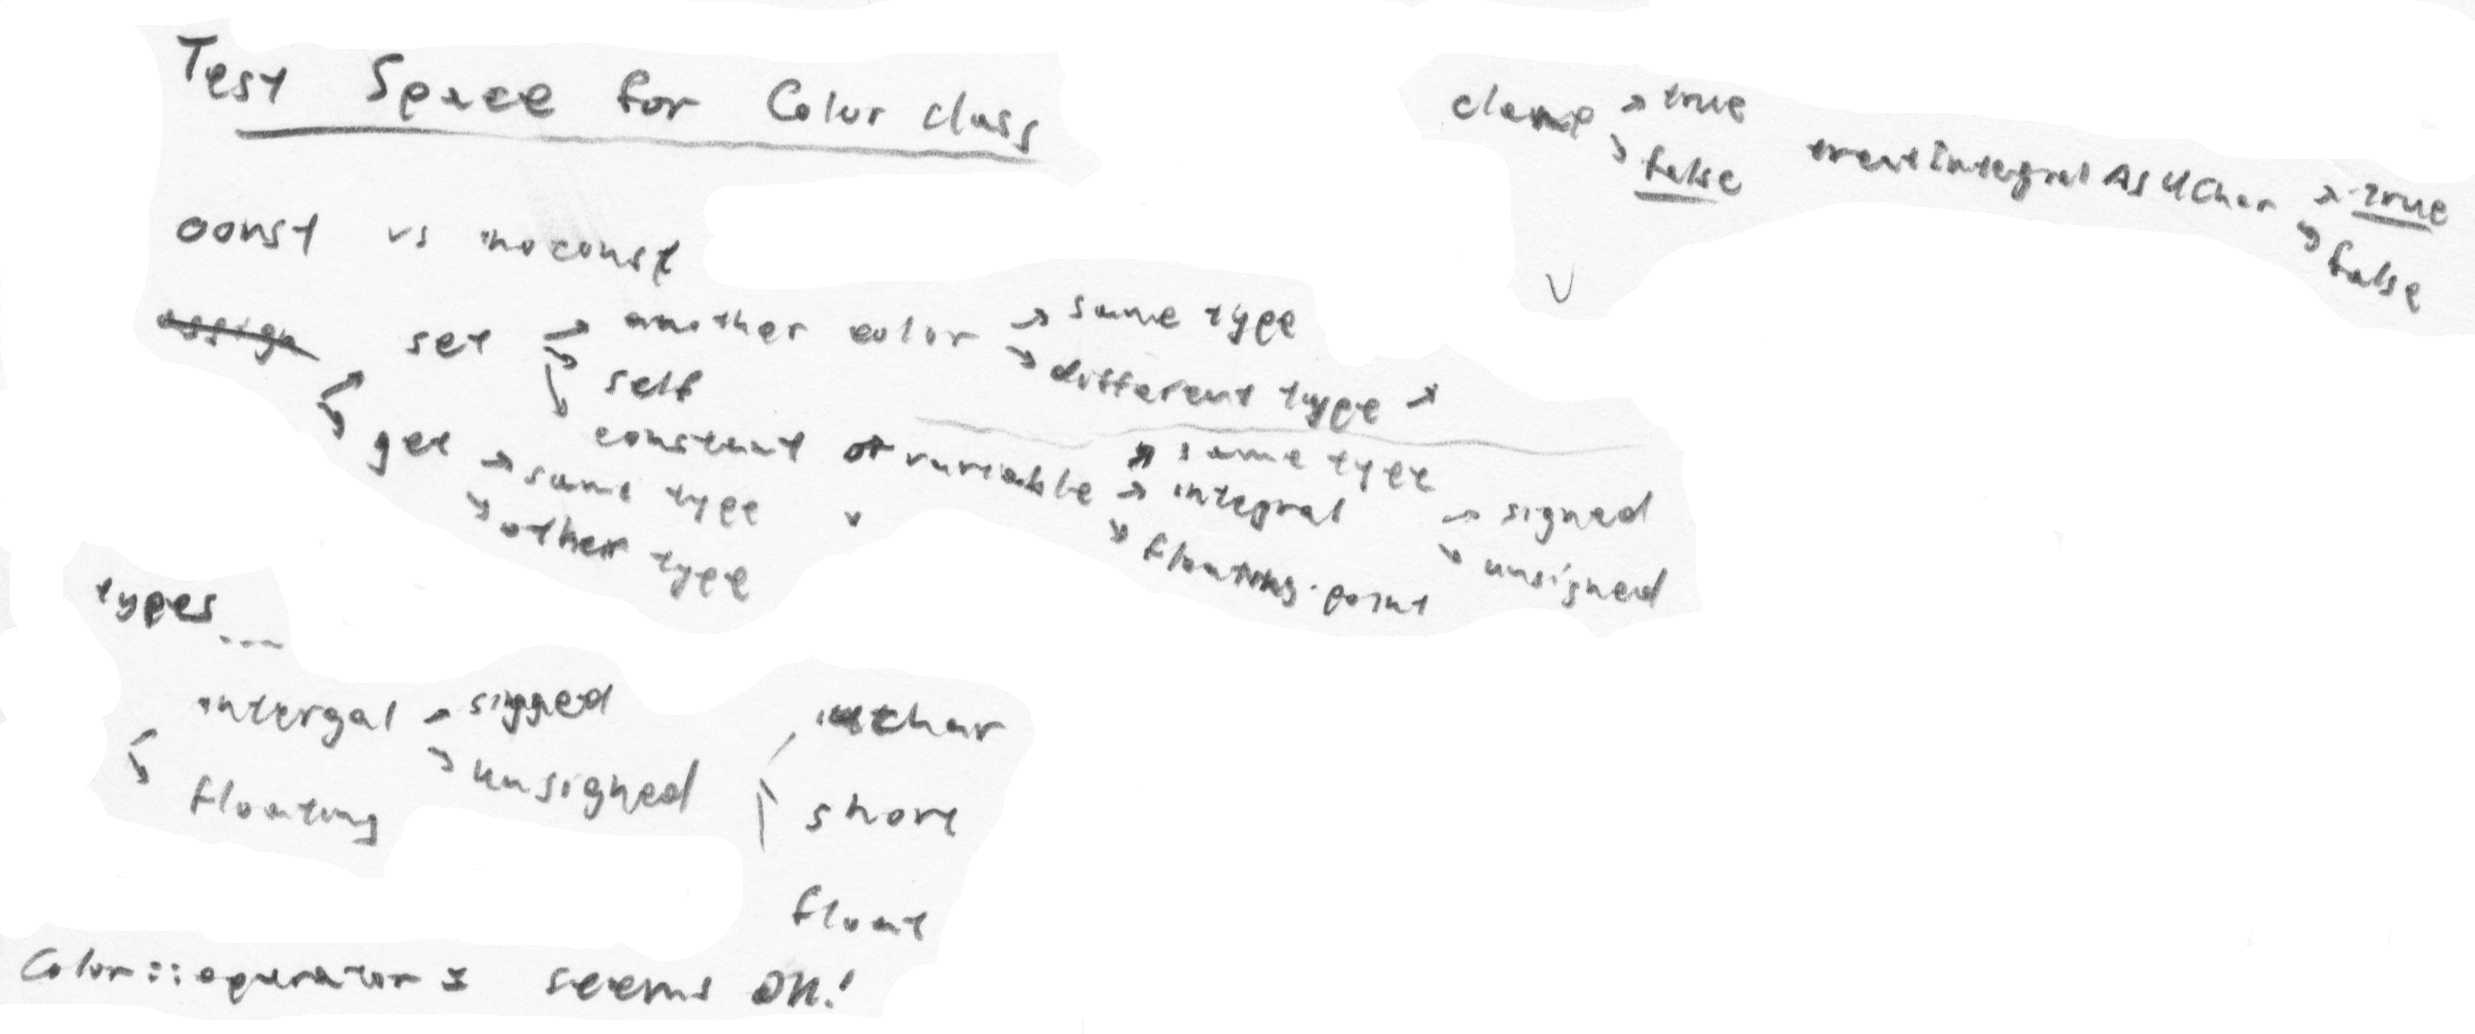 Test Space for Color class
const vs noconst
assign set → another color → same type
→ different type →
→ self
→ constant or variable → same type
→ integral → signed
→ unsigned
→ floating-point
get → same type
→ other type
clamp → true
→ false
treatIntegralAsUChar → true
→ false
types
intergal → signed
→ unsigned
floating
uchar
short
float
Color::operator* seems OK!